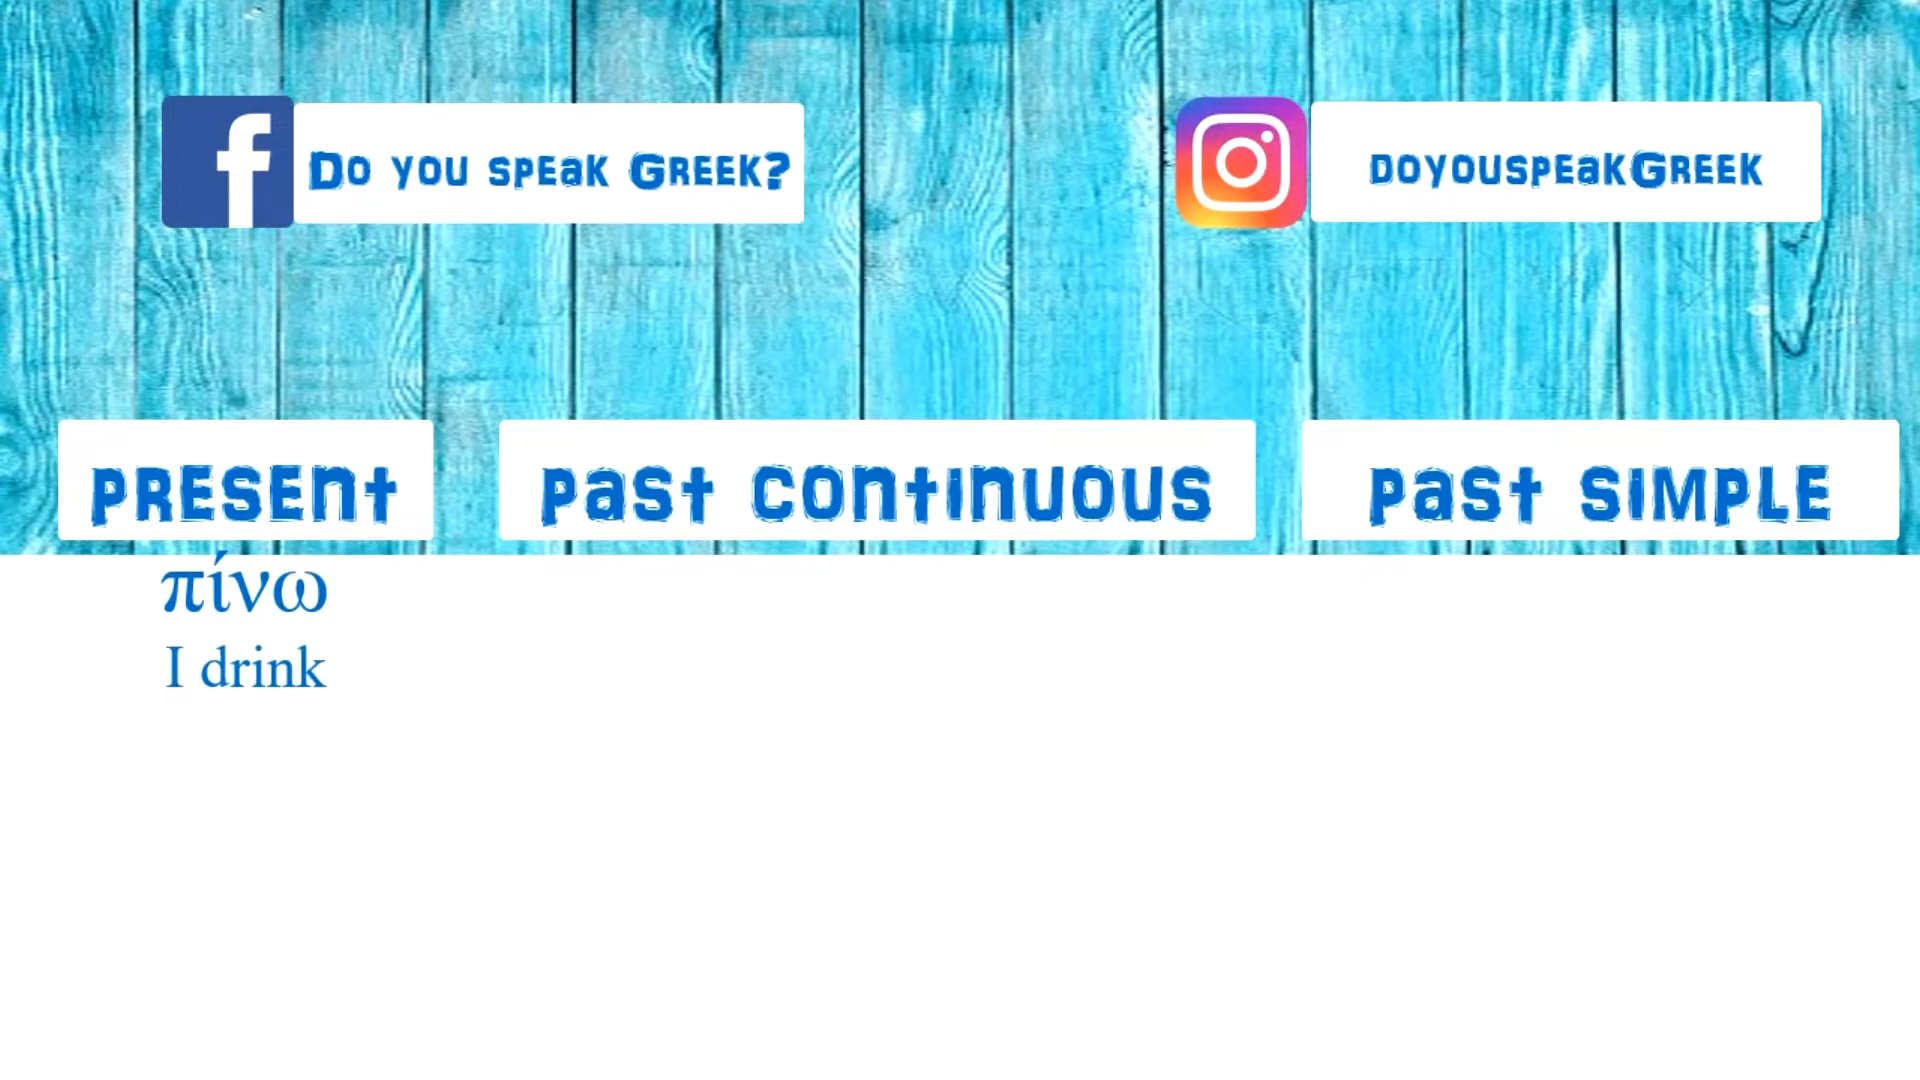 Do you speak Greek?
doyouspeakGreek
present
past continuous
past simple
πίνω
I drink